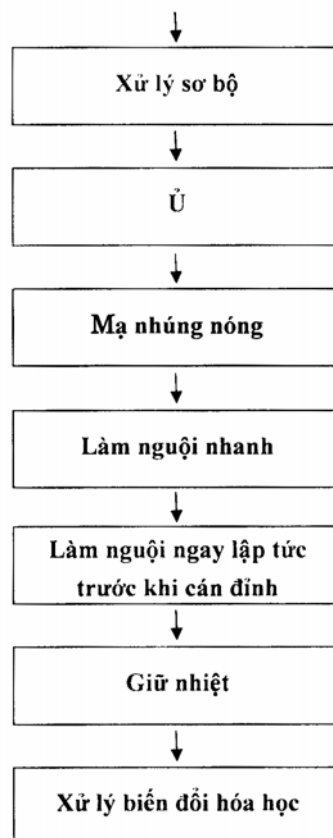 Xử lý sơ bộ
Ủ
Mạ nhúng nóng
Làm nguội nhanh
Làm nguội ngay lập tức
trước khi cán đỉnh
Giữ nhiệt
Xử lý biến đổi hóa học